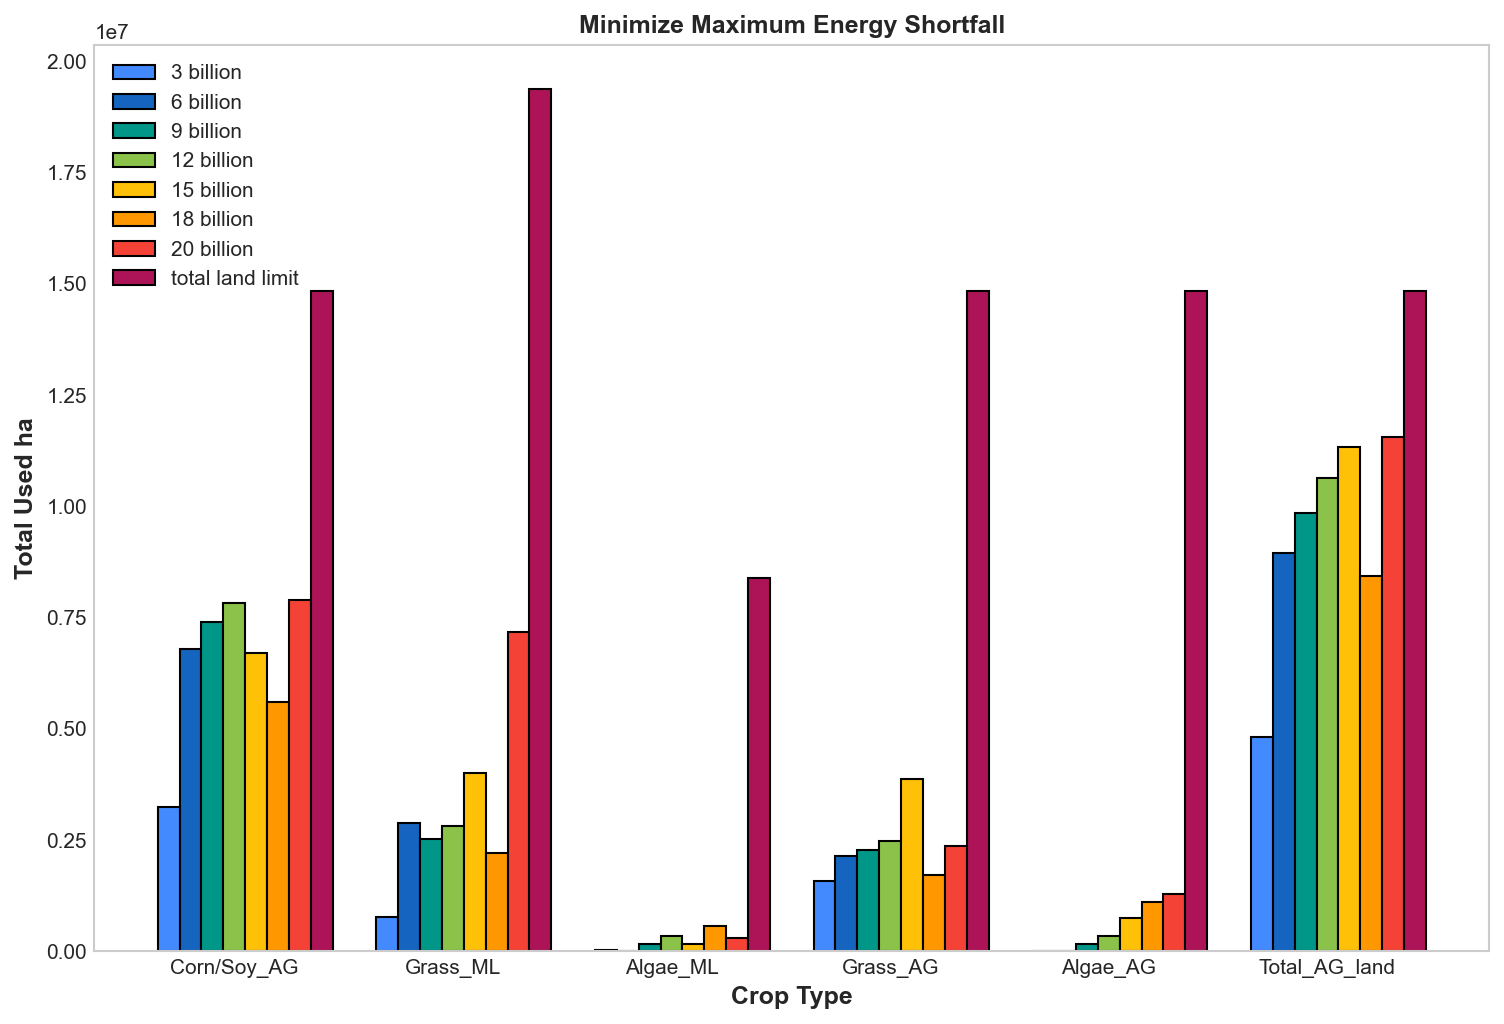 Minimize Maximum Energy Shortfall
1e7
2.00
1.75
1.50
1.25
1.00
0.75
0.50
0.25
0.00
Total Used ha
3 billion
6 billion
9 billion
12 billion
15 billion
18 billion
20 billion
total land limit
Corn/Soy_AG
Grass_ML
Algae_ML
Grass_AG
Algae_AG
Total_AG_land
Crop Type